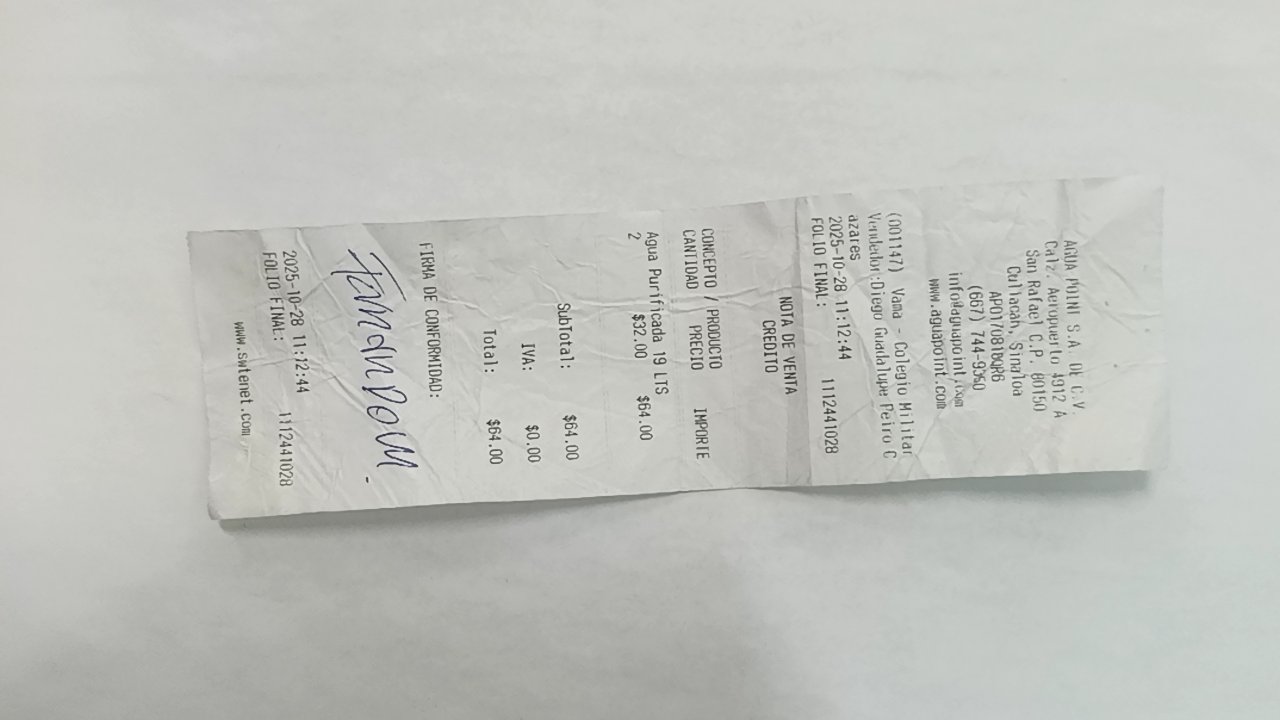 AGUA POINT S.A. DE C.V.
Calz. Aeropuerto 4912 A
San Rafael C.P. 80150
Culiacan, Sinaloa
(667) 744-9360
info@aguapoint.com
www.aguapoint.com
(001147) Vama - Colegio Militar
Vendedor:Diego Guadalupe Peiro C
azares
2025-10-28 11:12:44
FOLIO FINAL: 1112441028
NOTA DE VENTA
CREDITO
CONCEPTO / PRODUCTO
CANTIDAD PRECIO IMPORTE
Agua Purificada 19 LTS
2 $32.00 $64.00
SubTotal: $64.00
IVA: $0.00
Total: $64.00
FIRMA DE CONFORMIDAD:
2025-10-28 11:12:44
FOLIO FINAL: 1112441028
www.swtenet.com